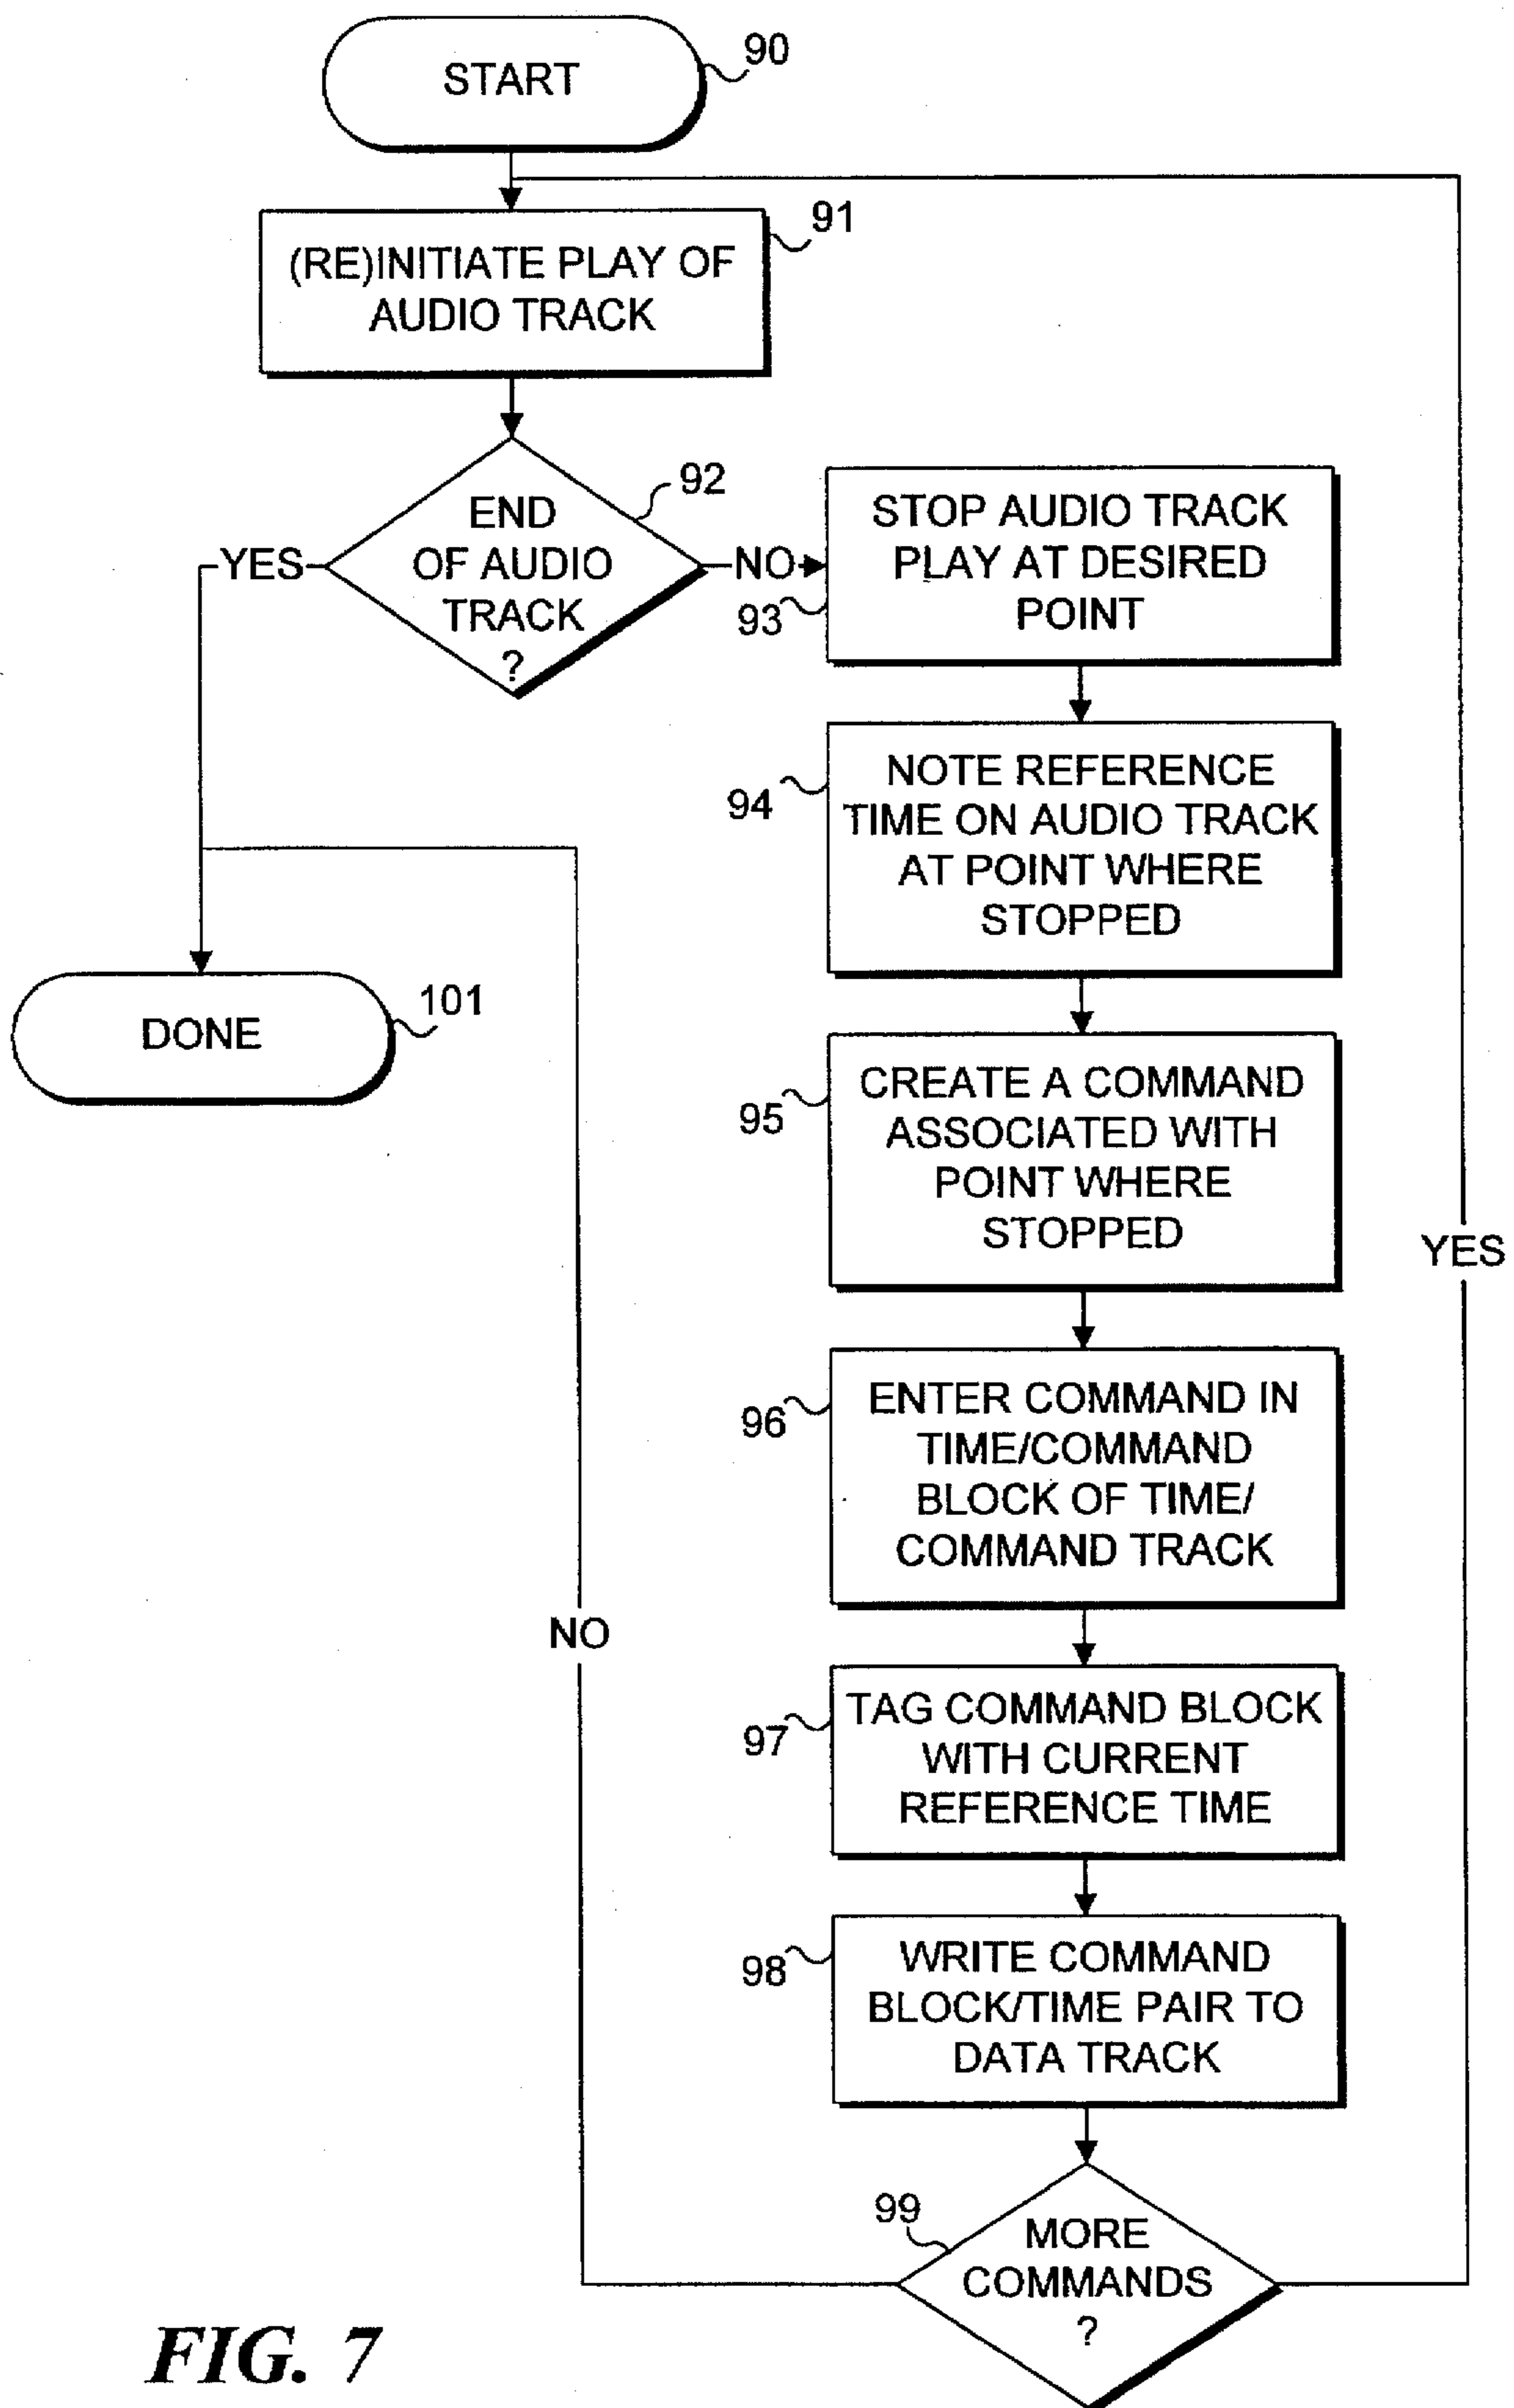 START
90
(RE)INITIATE PLAY OF
AUDIO TRACK
91
END
OF AUDIO
TRACK
?
92
YES
NO
STOP AUDIO TRACK
PLAY AT DESIRED
POINT
93
NOTE REFERENCE
TIME ON AUDIO TRACK
AT POINT WHERE
STOPPED
94
DONE
101
CREATE A COMMAND
ASSOCIATED WITH
POINT WHERE
STOPPED
95
YES
ENTER COMMAND IN
TIME/COMMAND
BLOCK OF TIME/
COMMAND TRACK
96
NO
TAG COMMAND BLOCK
WITH CURRENT
REFERENCE TIME
97
WRITE COMMAND
BLOCK/TIME PAIR TO
DATA TRACK
98
MORE
COMMANDS
?
99
FIG. 7